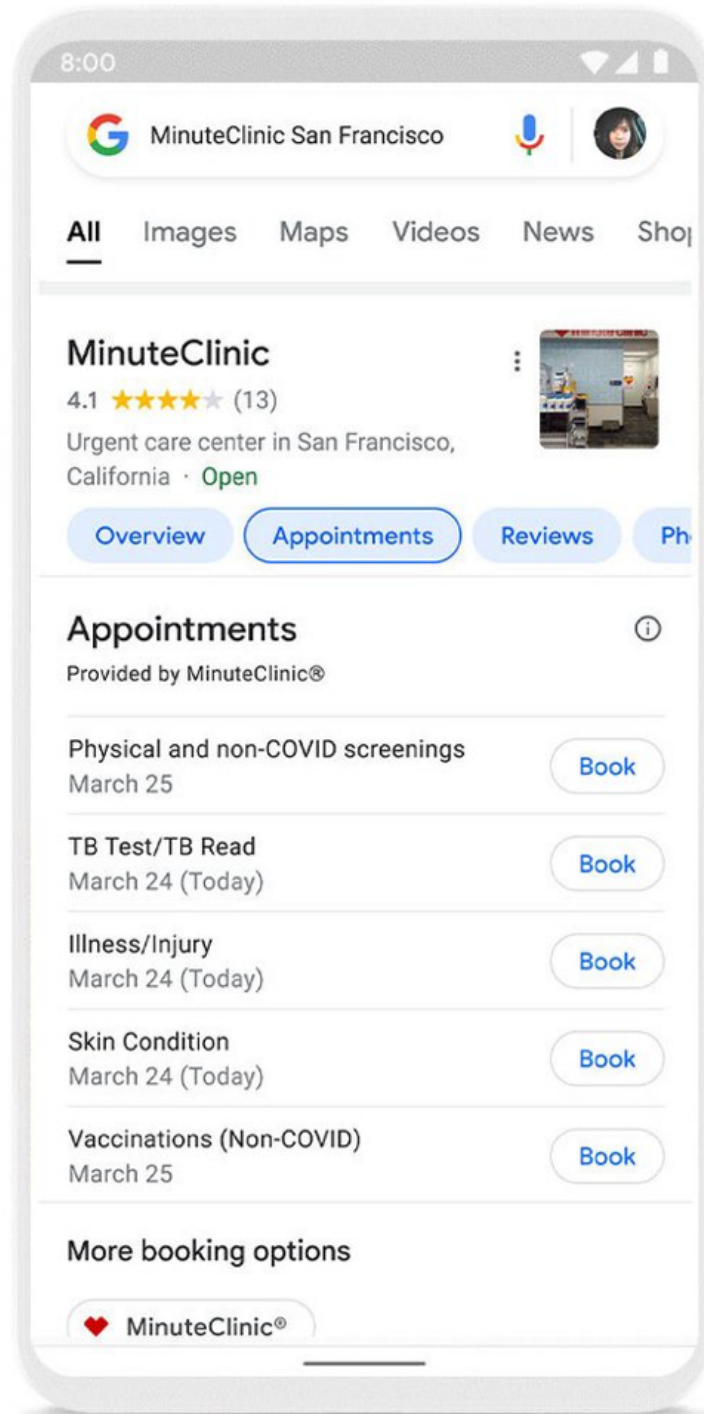 8:00
MinuteClinic San Francisco
All Images Maps Videos News Shop
MinuteClinic
4.1 ★★★★★ (13)
Urgent care center in San Francisco,
California · Open
Overview Appointments Reviews Ph
Appointments
Provided by MinuteClinic®
Physical and non-COVID screenings
Book
March 25
TB Test/TB Read
Book
March 24 (Today)
Illness/Injury
Book
March 24 (Today)
Skin Condition
Book
March 24 (Today)
Vaccinations (Non-COVID)
Book
March 25
More booking options
MinuteClinic®